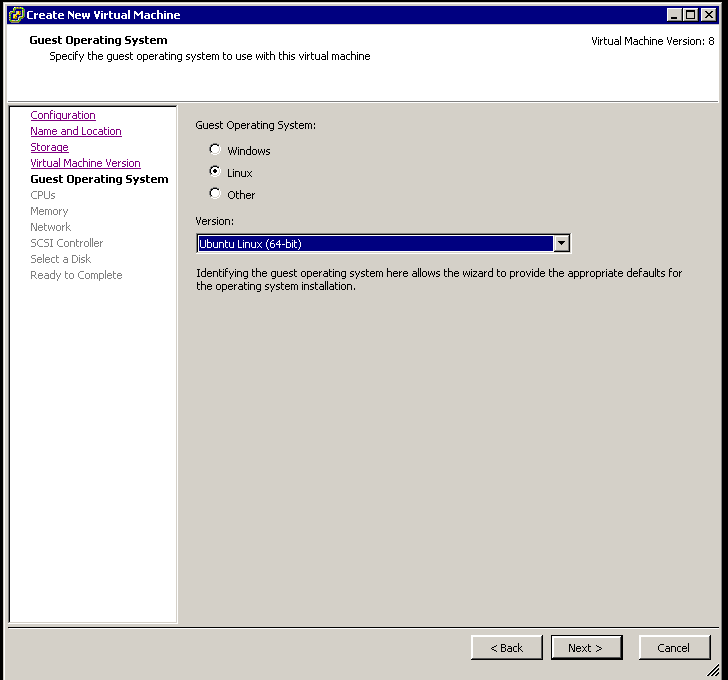 Create New Virtual Machine
Guest Operating System
Specify the guest operating system to use with this virtual machine
Virtual Machine Version: 8
Configuration
Name and Location
Storage
Virtual Machine Version
Guest Operating System
CPUs
Memory
Network
SCSI Controller
Select a Disk
Ready to Complete
Guest Operating System:
Windows
Linux
Other
Version:
Ubuntu Linux (64-bit)
Identifying the guest operating system here allows the wizard to provide the appropriate defaults for
the operating system installation.
< Back
Next >
Cancel